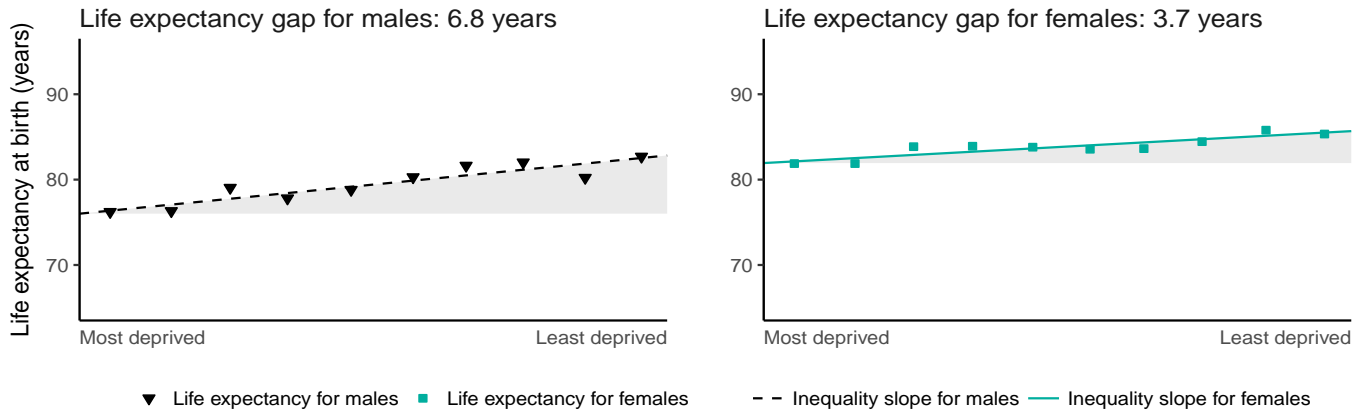 Life expectancy gap for males: 6.8 years
Life expectancy at birth (years)
90
80
70
Most deprived Least deprived
Life expectancy gap for females: 3.7 years
90
80
70
Most deprived Least deprived
Life expectancy for males Life expectancy for females Inequality slope for males Inequality slope for females